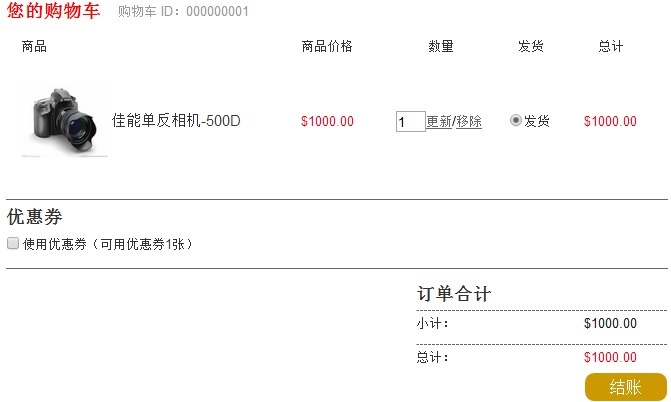 您的购物车 购物车 ID：000000001
商品 商品价格 数量 发货 总计
佳能单反相机-500D $1000.00 1 更新/移除 发货 $1000.00
优惠券
使用优惠券（可用优惠券1张）
订单合计
小计： $1000.00
总计： $1000.00
结账